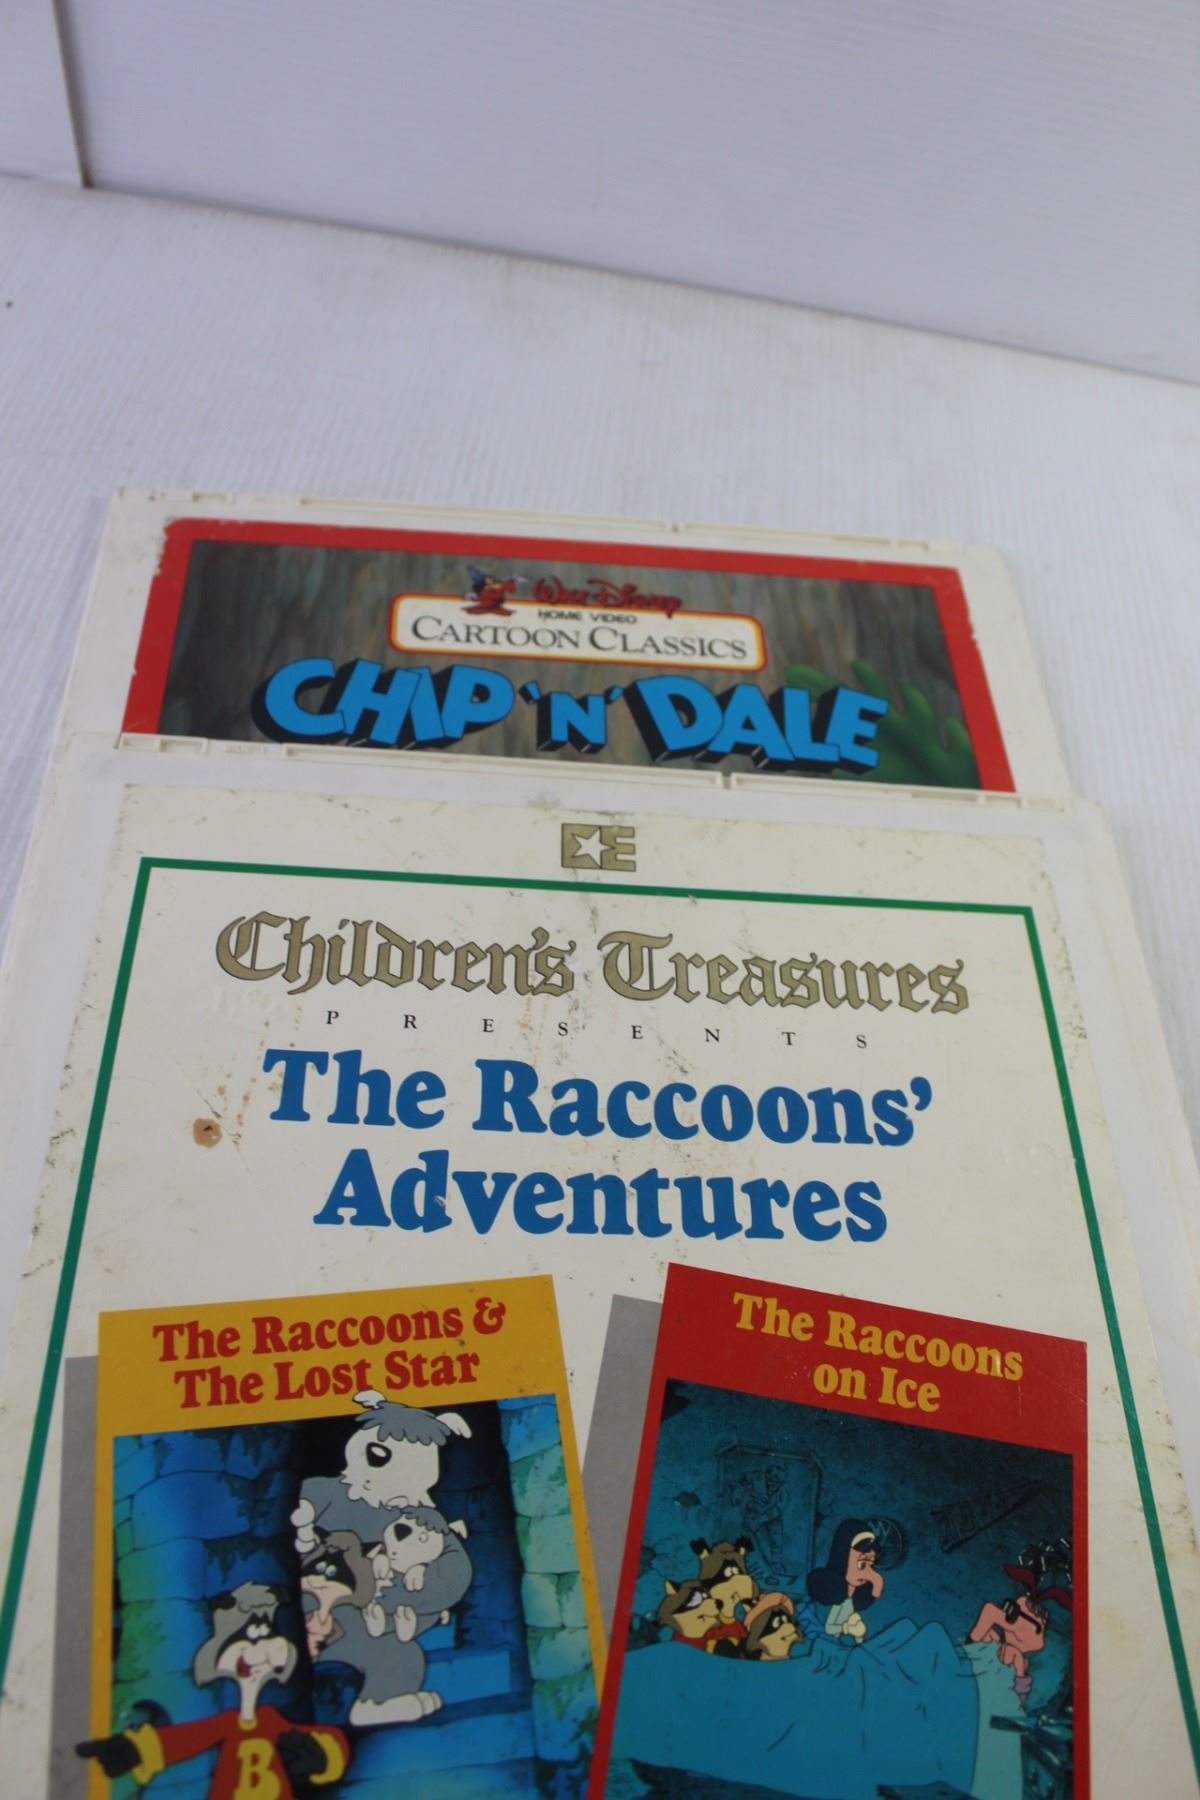 Walt Disney
HOME VIDEO
CARTOON CLASSICS
CHIP 'N' DALE
CE
Children's Treasures
PRESENTS
The Raccoons'
Adventures
The Raccoons &
The Lost Star
The Raccoons
on Ice
B